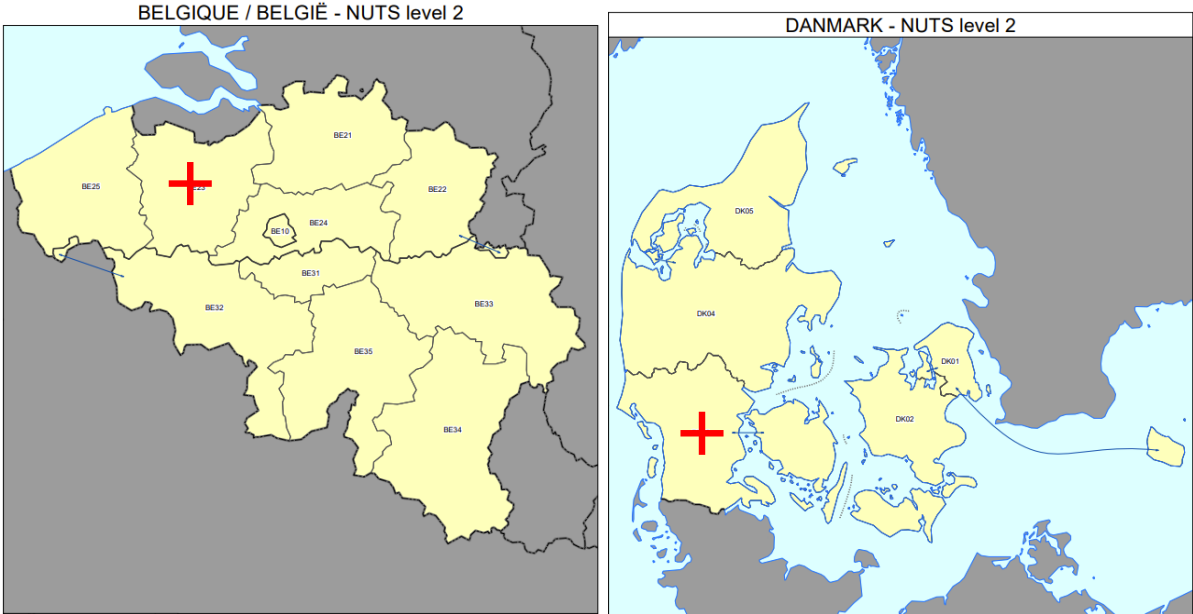 BELGIQUE / BELGIË - NUTS level 2
BE21
BE25
BE22
BE24
BE10
BE31
BE33
BE32
BE35
BE34
DANMARK - NUTS level 2
DK05
DK04
DK01
DK02